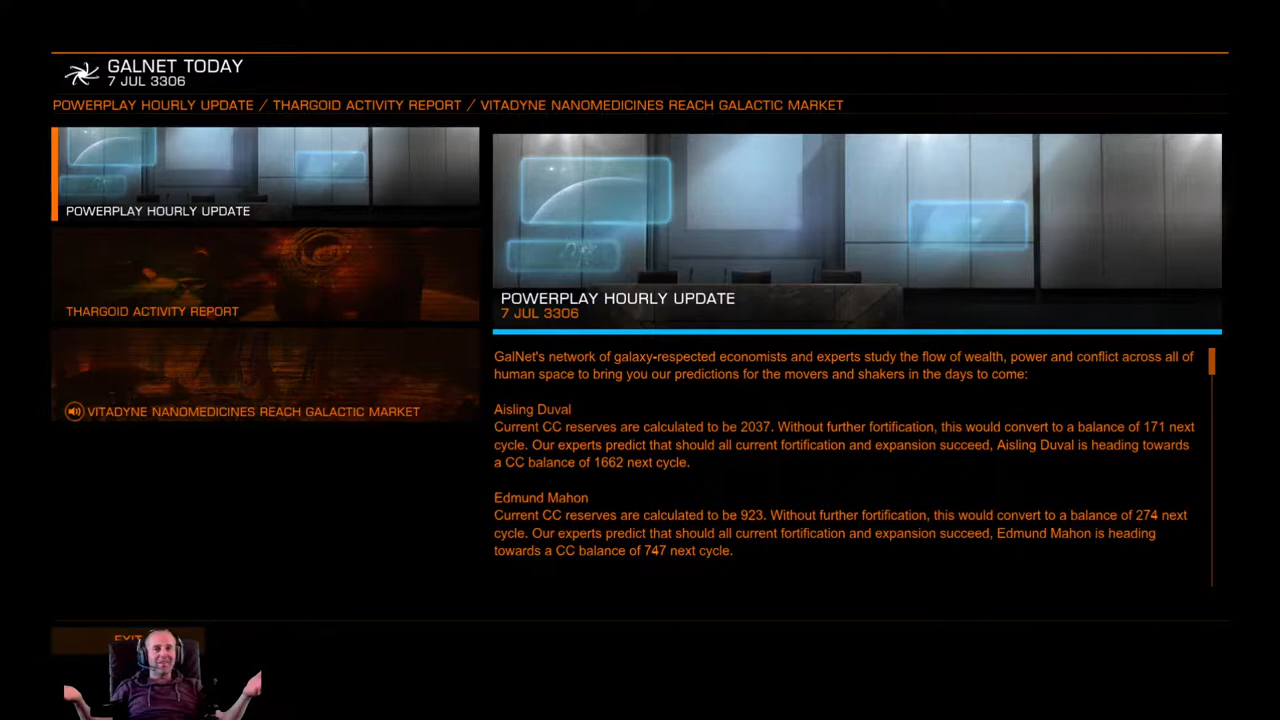 GALNET TODAY
7 JUL 3306
POWERPLAY HOURLY UPDATE / THARGOID ACTIVITY REPORT / VITADYNE NANOMEDICINES REACH GALACTIC MARKET
POWERPLAY HOURLY UPDATE
THARGOID ACTIVITY REPORT
VITADYNE NANOMEDICINES REACH GALACTIC MARKET
POWERPLAY HOURLY UPDATE
7 JUL 3306
GalNet's network of galaxy-respected economists and experts study the flow of wealth, power and conflict across all of
human space to bring you our predictions for the movers and shakers in the days to come:
Aisling Duval
Current CC reserves are calculated to be 2037. Without further fortification, this would convert to a balance of 171 next
cycle. Our experts predict that should all current fortification and expansion succeed, Aisling Duval is heading towards
a CC balance of 1662 next cycle.
Edmund Mahon
Current CC reserves are calculated to be 923. Without further fortification, this would convert to a balance of 274 next
cycle. Our experts predict that should all current fortification and expansion succeed, Edmund Mahon is heading
towards a CC balance of 747 next cycle.
EXIT